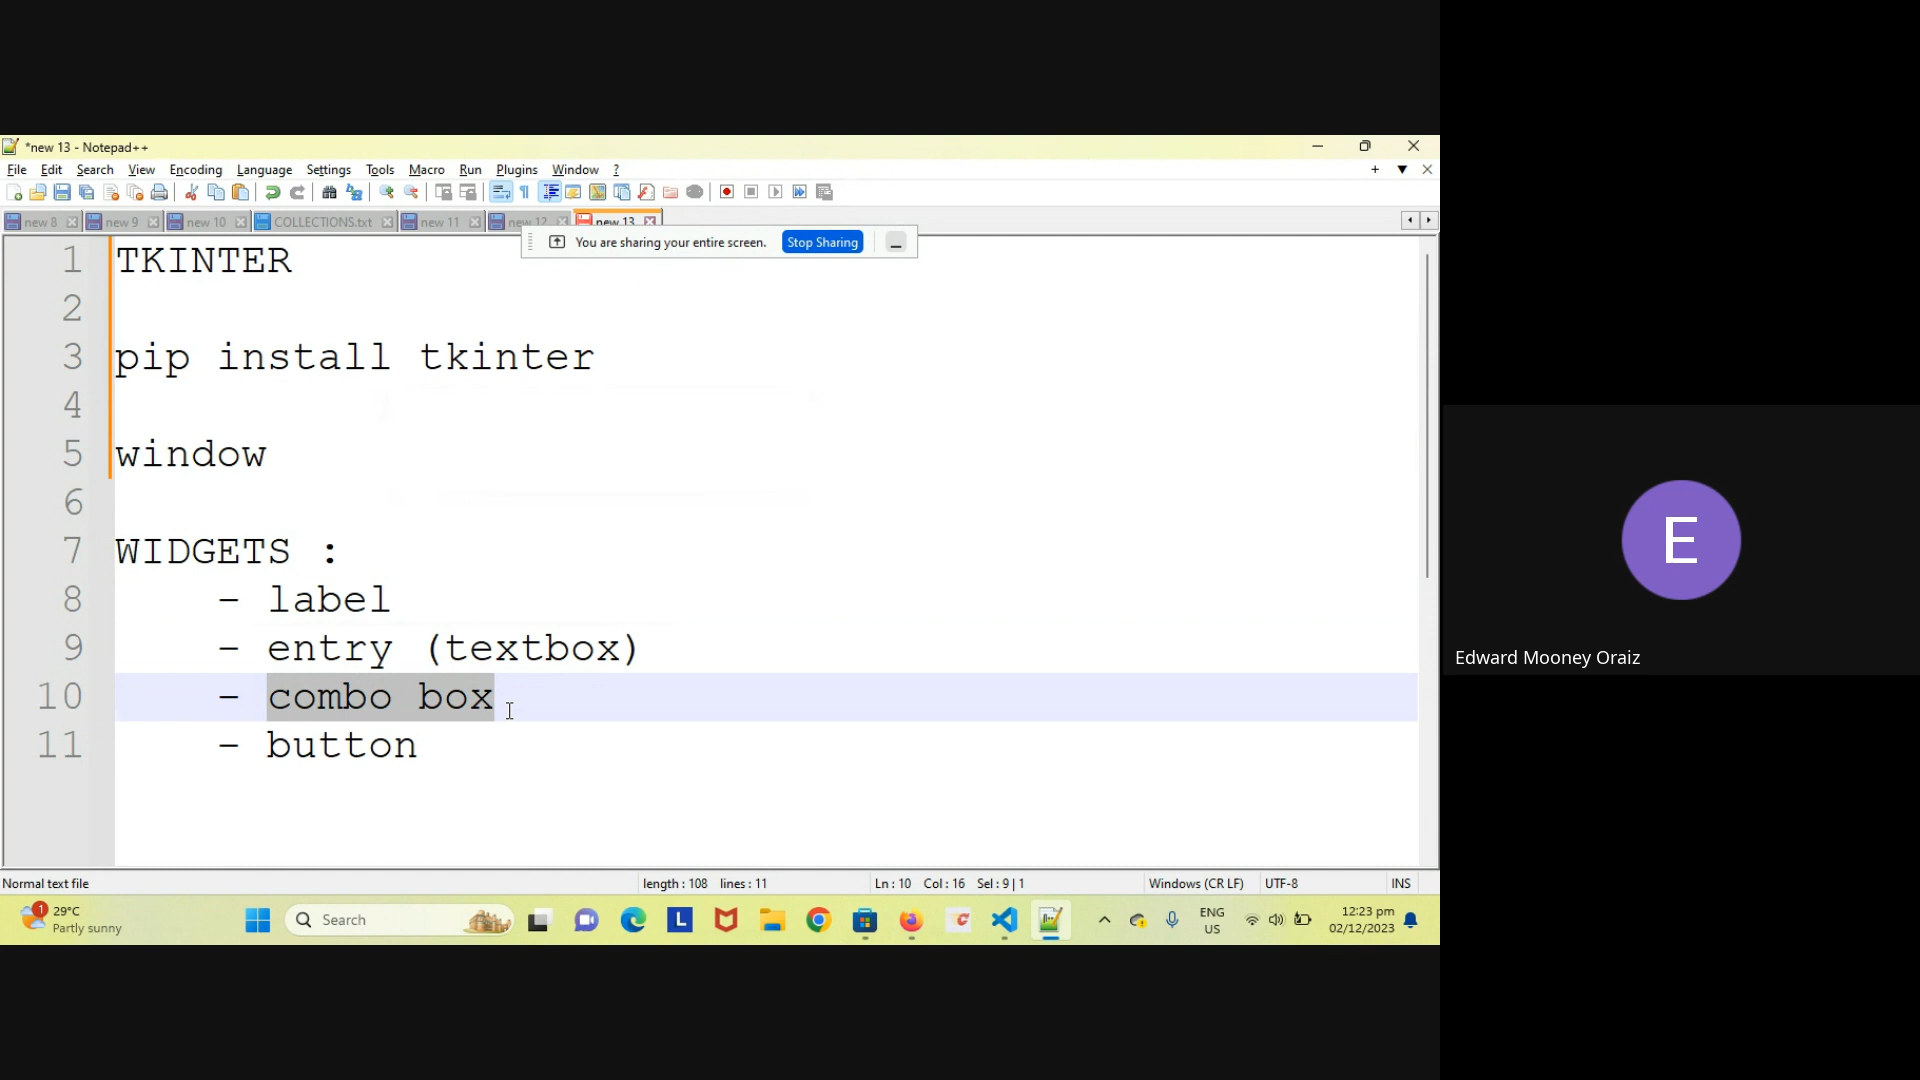 *new 13 - Notepad++
File Edit Search View Encoding Language Settings Tools Macro Run Plugins Window ?
new 8 new 9 new 10 COLLECTIONS.txt new 11 new 12 new 13
You are sharing your entire screen. Stop Sharing
1 TKINTER
2
3 pip install tkinter
4
5 window
6
7 WIDGETS :
8 - label
9 - entry (textbox)
10 - combo box
11 - button
E
Edward Mooney Oraiz
Normal text file length : 108 lines : 11 Ln : 10 Col : 16 Sel : 9 | 1 Windows (CR LF) UTF-8 INS
1
29°C
Partly sunny
Search
L
ENG
US
12:23 pm
02/12/2023